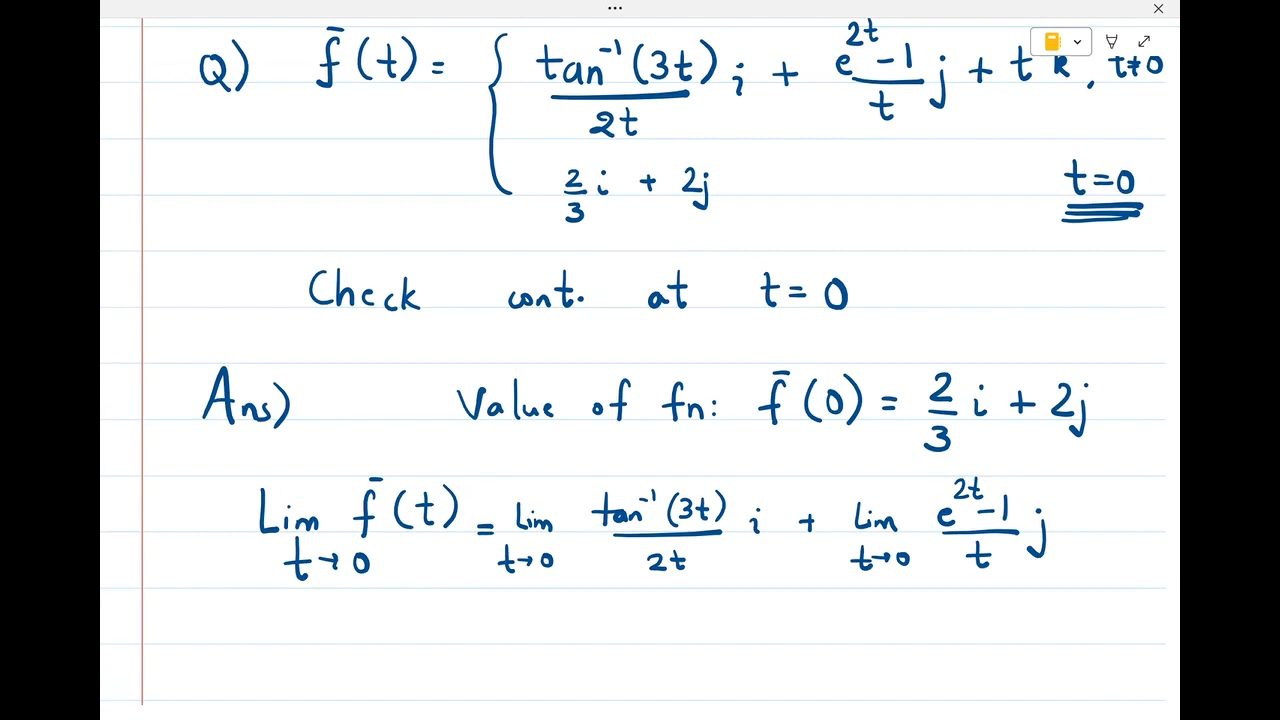 Q) f̄(t) = { tan⁻¹(3t)/2t i + e^2t -1/t j + t k, t≠0
2/3 i + 2j t=0
Check cont. at t = 0
Ans) Value of fn: f̄(0) = 2/3 i + 2j
Lim t→0 f̄(t) = Lim t→0 tan⁻¹(3t)/2t i + Lim t→0 e^2t -1/t j